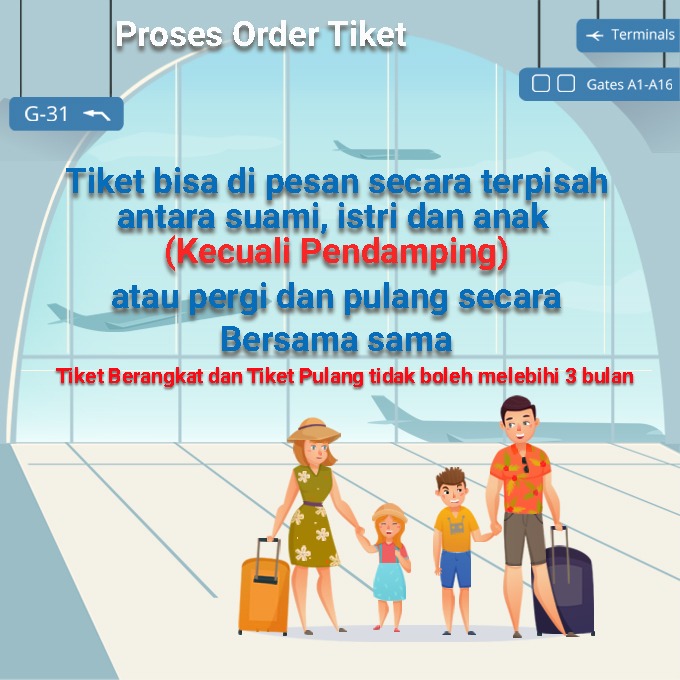 Proses Order Tiket
Terminals
Gates A1-A16
G-31
Tiket bisa di pesan secara terpisah
antara suami, istri dan anak
(Kecuali Pendamping)
atau pergi dan pulang secara
Bersama sama
Tiket Berangkat dan Tiket Pulang tidak boleh melebihi 3 bulan